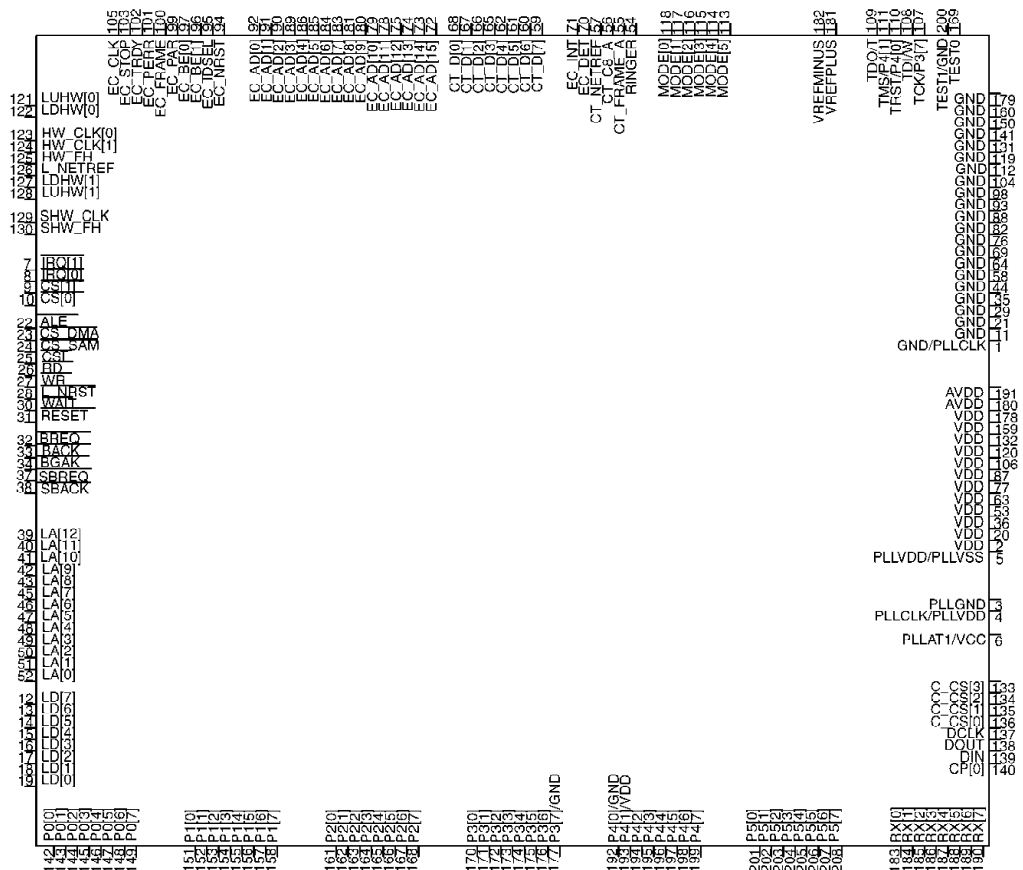 EC_CLK 105
EC_STOP 103
EC_TRDY 102
EC_PERR 101
EC_FRAME 100
EC_PAR 99
EC_BE[0] 97
EC_BE[1] 96
EC_IDSEL 95
EC_NRST 94
EC_AD[0] 92
EC_AD[1] 91
EC_AD[2] 90
EC_AD[3] 89
EC_AD[4] 86
EC_AD[5] 85
EC_AD[6] 84
EC_AD[7] 83
EC_AD[8] 81
EC_AD[9] 80
EC_AD[10] 79
EC_AD[11] 78
EC_AD[12] 75
EC_AD[13] 74
EC_AD[14] 73
EC_AD[15] 72
CT_D[0] 68
CT_D[1] 67
CT_D[2] 66
CT_D[3] 65
CT_D[4] 62
CT_D[5] 61
CT_D[6] 60
CT_D[7] 59
EC_INT 71
EC_DET 70
CT_NETREF 57
CT_C8_A 56
CT_FRAME_A 55
RINGER 54
MODE[0] 118
MODE[1] 117
MODE[2] 116
MODE[3] 115
MODE[4] 114
MODE[5] 113
VREFMINUS 182
VREFPLUS 181
TDO/T 109
TMS/P4[1] 111
TRST/P4[0] 110
TDI/W 108
TCK/P3[7] 107
TEST1/GND 200
TEST0 169
121 LUHW[0]
122 LDHW[0]
123 HW_CLK[0]
124 HW_CLK[1]
125 HW_FH
126 L_NETREF
127 LDHW[1]
128 LUHW[1]
129 SHW_CLK
130 SHW_FH
7 IRQ[1]
8 IRQ[0]
9 CS[1]
10 CS[0]
22 ALE
23 CS_DMA
24 CS_SAM
25 CSL
26 RD
27 WR
28 L_NRST
30 WAIT
31 RESET
32 BREQ
33 BACK
34 BGAK
37 SBREQ
38 SBACK
39 LA[12]
40 LA[11]
41 LA[10]
42 LA[9]
43 LA[8]
45 LA[7]
46 LA[6]
47 LA[5]
48 LA[4]
49 LA[3]
50 LA[2]
51 LA[1]
52 LA[0]
12 LD[7]
13 LD[6]
14 LD[5]
15 LD[4]
16 LD[3]
17 LD[2]
18 LD[1]
19 LD[0]
GND 179
GND 160
GND 150
GND 141
GND 131
GND 119
GND 112
GND 104
GND 98
GND 93
GND 88
GND 82
GND 76
GND 69
GND 64
GND 58
GND 44
GND 35
GND 29
GND 21
GND 11
GND/PLLCLK 1
AVDD 191
AVDD 180
VDD 178
VDD 159
VDD 132
VDD 120
VDD 106
VDD 87
VDD 77
VDD 63
VDD 53
VDD 36
VDD 20
VDD 2
PLLVDD/PLLVSS 5
PLLGND 3
PLLCLK/PLLVDD 4
PLLAT1/VCC 6
C_CS[3] 133
C_CS[2] 134
C_CS[1] 135
C_CS[0] 136
DCLK 137
DOUT 138
DIN 139
CP[0] 140
142 P0[0]
143 P0[1]
144 P0[2]
145 P0[3]
146 P0[4]
147 P0[5]
148 P0[6]
149 P0[7]
151 P1[0]
152 P1[1]
153 P1[2]
154 P1[3]
155 P1[4]
156 P1[5]
157 P1[6]
158 P1[7]
161 P2[0]
162 P2[1]
163 P2[2]
164 P2[3]
165 P2[4]
166 P2[5]
167 P2[6]
168 P2[7]
170 P3[0]
171 P3[1]
172 P3[2]
173 P3[3]
174 P3[4]
175 P3[5]
176 P3[6]
177 P3[7]/GND
192 P4[0]/GND
193 P4[1]/VDD
194 P4[2]
195 P4[3]
196 P4[4]
197 P4[5]
198 P4[6]
199 P4[7]
201 P5[0]
202 P5[1]
203 P5[2]
204 P5[3]
205 P5[4]
206 P5[5]
207 P5[6]
208 P5[7]
183 RX[0]
184 RX[1]
185 RX[2]
186 RX[3]
187 RX[4]
188 RX[5]
189 RX[6]
190 RX[7]